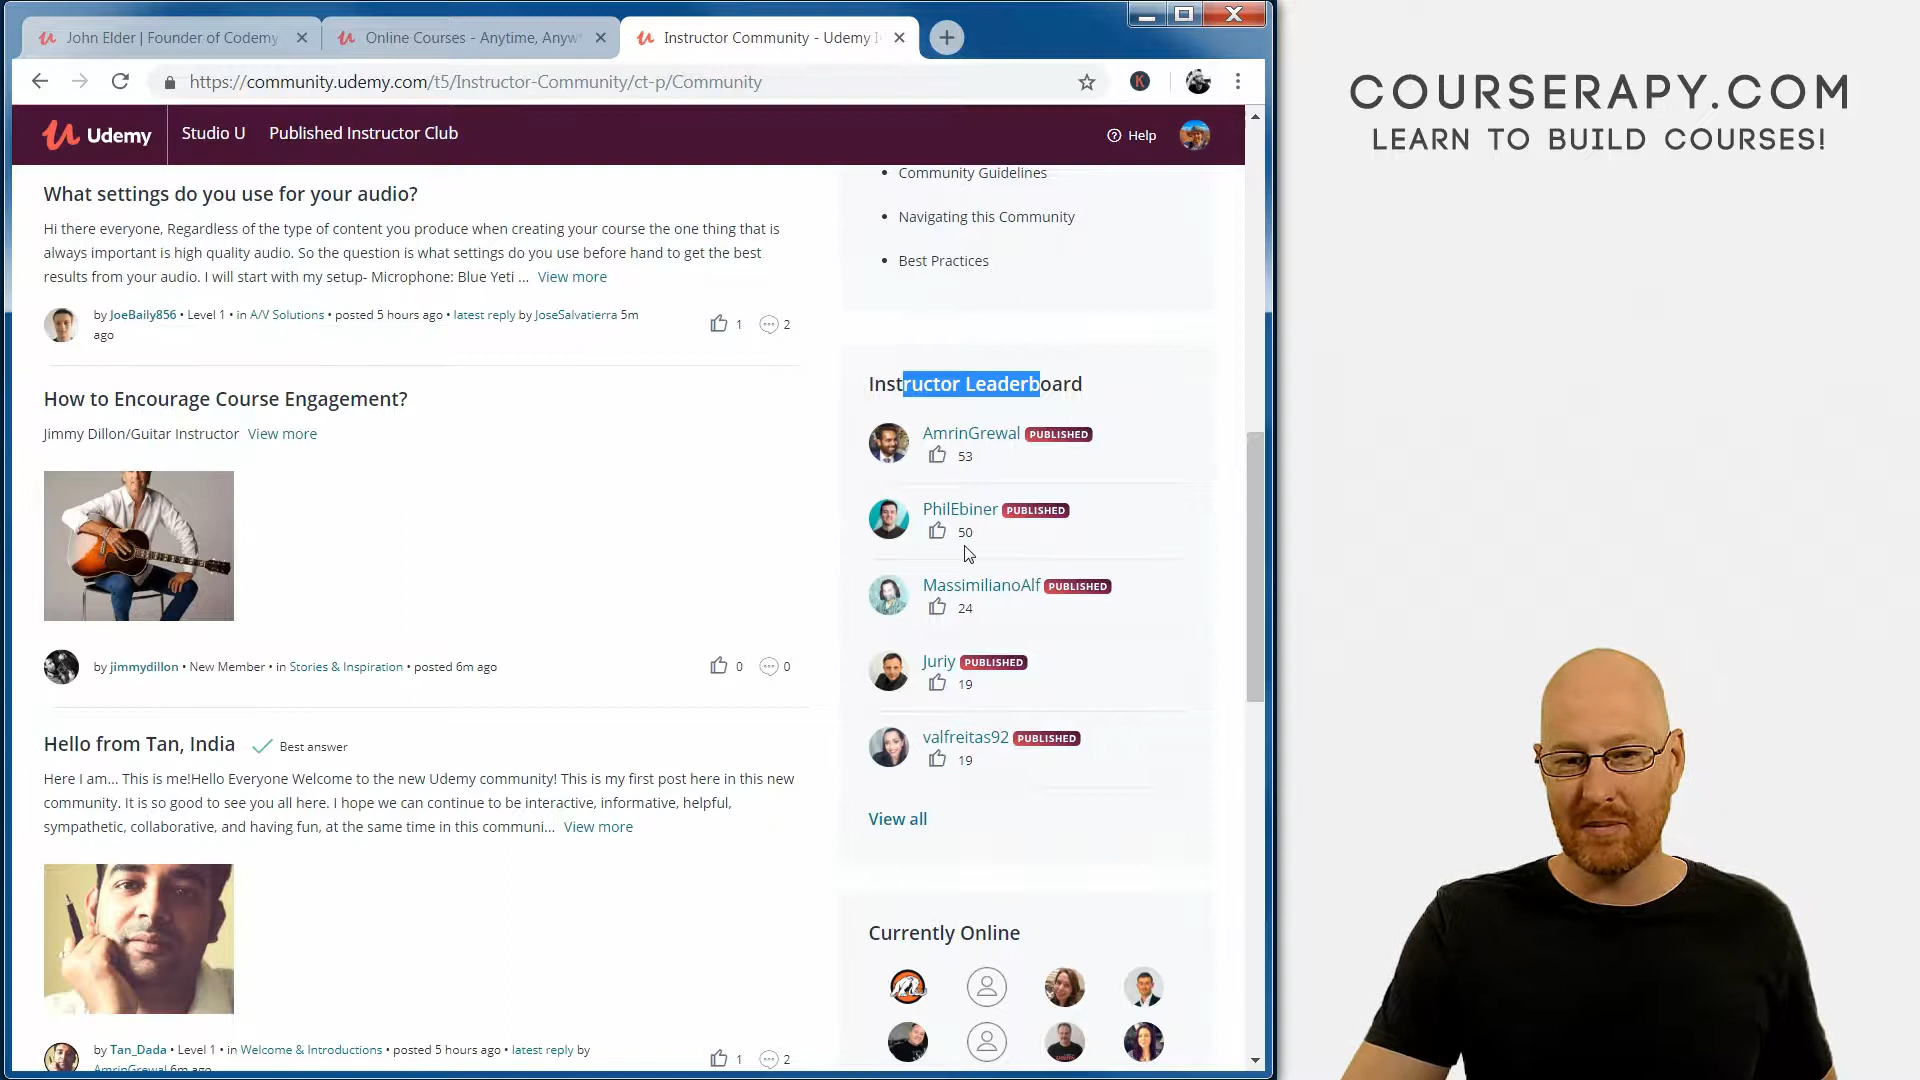 John Elder | Founder of Codemy
Online Courses - Anytime, Anyw
Instructor Community - Udemy I
https://community.udemy.com/t5/Instructor-Community/ct-p/Community
K
Udemy
Studio U
Published Instructor Club
Help
What settings do you use for your audio?
Hi there everyone, Regardless of the type of content you produce when creating your course the one thing that is
always important is high quality audio. So the question is what settings do you use before hand to get the best
results from your audio. I will start with my setup- Microphone: Blue Yeti ... View more
by JoeBaily856 • Level 1 • in A/V Solutions • posted 5 hours ago • latest reply by JoseSalvatierra 5m
ago
1
2
How to Encourage Course Engagement?
Jimmy Dillon/Guitar Instructor View more
by jimmydillon • New Member • in Stories & Inspiration • posted 6m ago
0
0
Hello from Tan, India
Best answer
Here I am... This is me!Hello Everyone Welcome to the new Udemy community! This is my first post here in this new
community. It is so good to see you all here. I hope we can continue to be interactive, informative, helpful,
sympathetic, collaborative, and having fun, at the same time in this communi... View more
by Tan_Dada • Level 1 • in Welcome & Introductions • posted 5 hours ago • latest reply by
AmrinGrewal 6m ago
1
2
• Community Guidelines
• Navigating this Community
• Best Practices
Instructor Leaderboard
AmrinGrewal PUBLISHED
53
PhilEbiner PUBLISHED
50
MassimilianoAlf PUBLISHED
24
Juriy PUBLISHED
19
valfreitas92 PUBLISHED
19
View all
Currently Online
COURSERAPY.COM
LEARN TO BUILD COURSES!